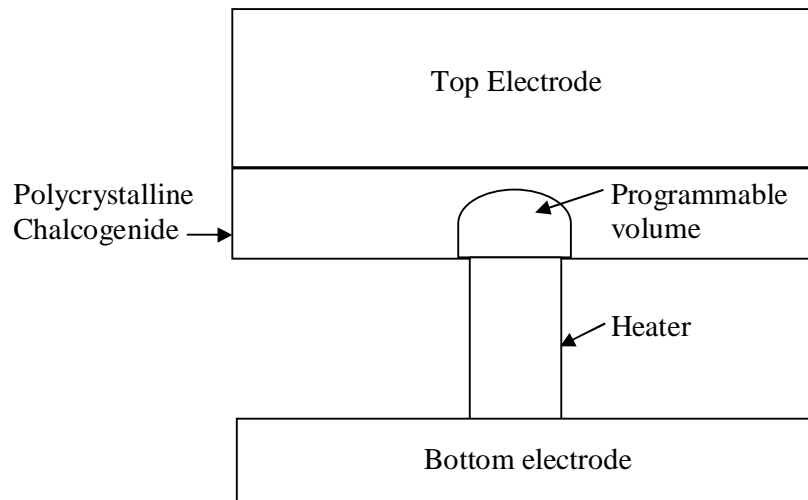 Top Electrode
Polycrystalline
Chalcogenide
Programmable
volume
Heater
Bottom electrode